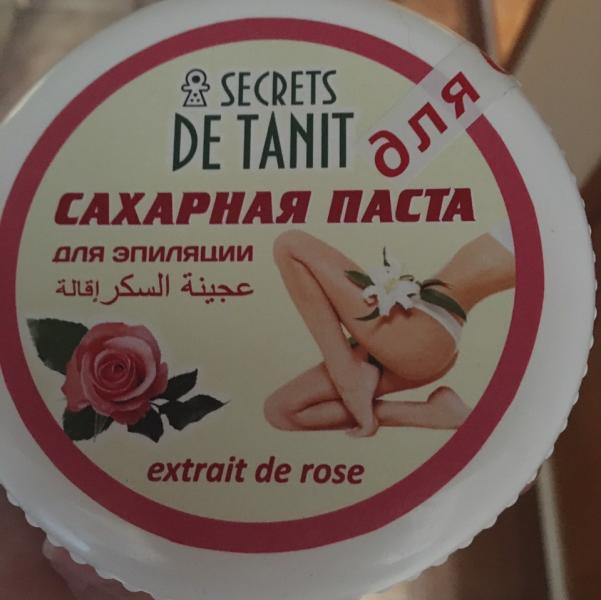 SECRETS
DE TANIT
для
САХАРНАЯ ПАСТА
для эпиляции
عجينة السكر إقالة
extrait de rose